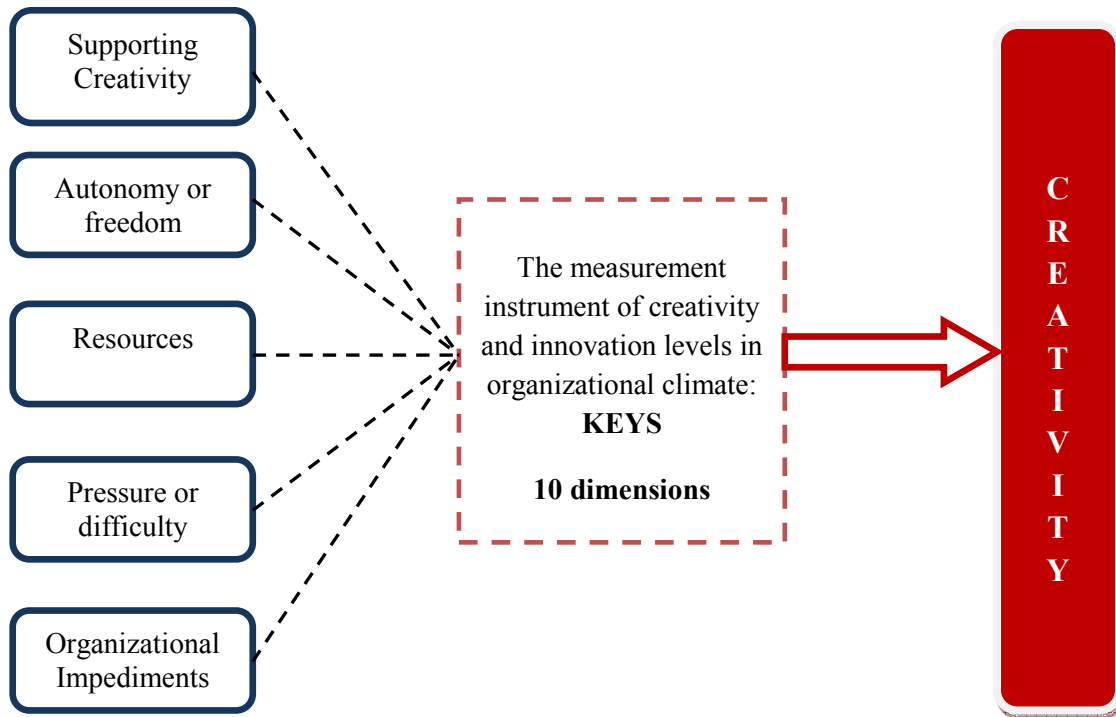 Supporting
Creativity
Autonomy or
freedom
Resources
Pressure or
difficulty
Organizational
Impediments
The measurement
instrument of creativity
and innovation levels in
organizational climate:
KEYS
10 dimensions
C
R
E
A
T
I
V
I
T
Y